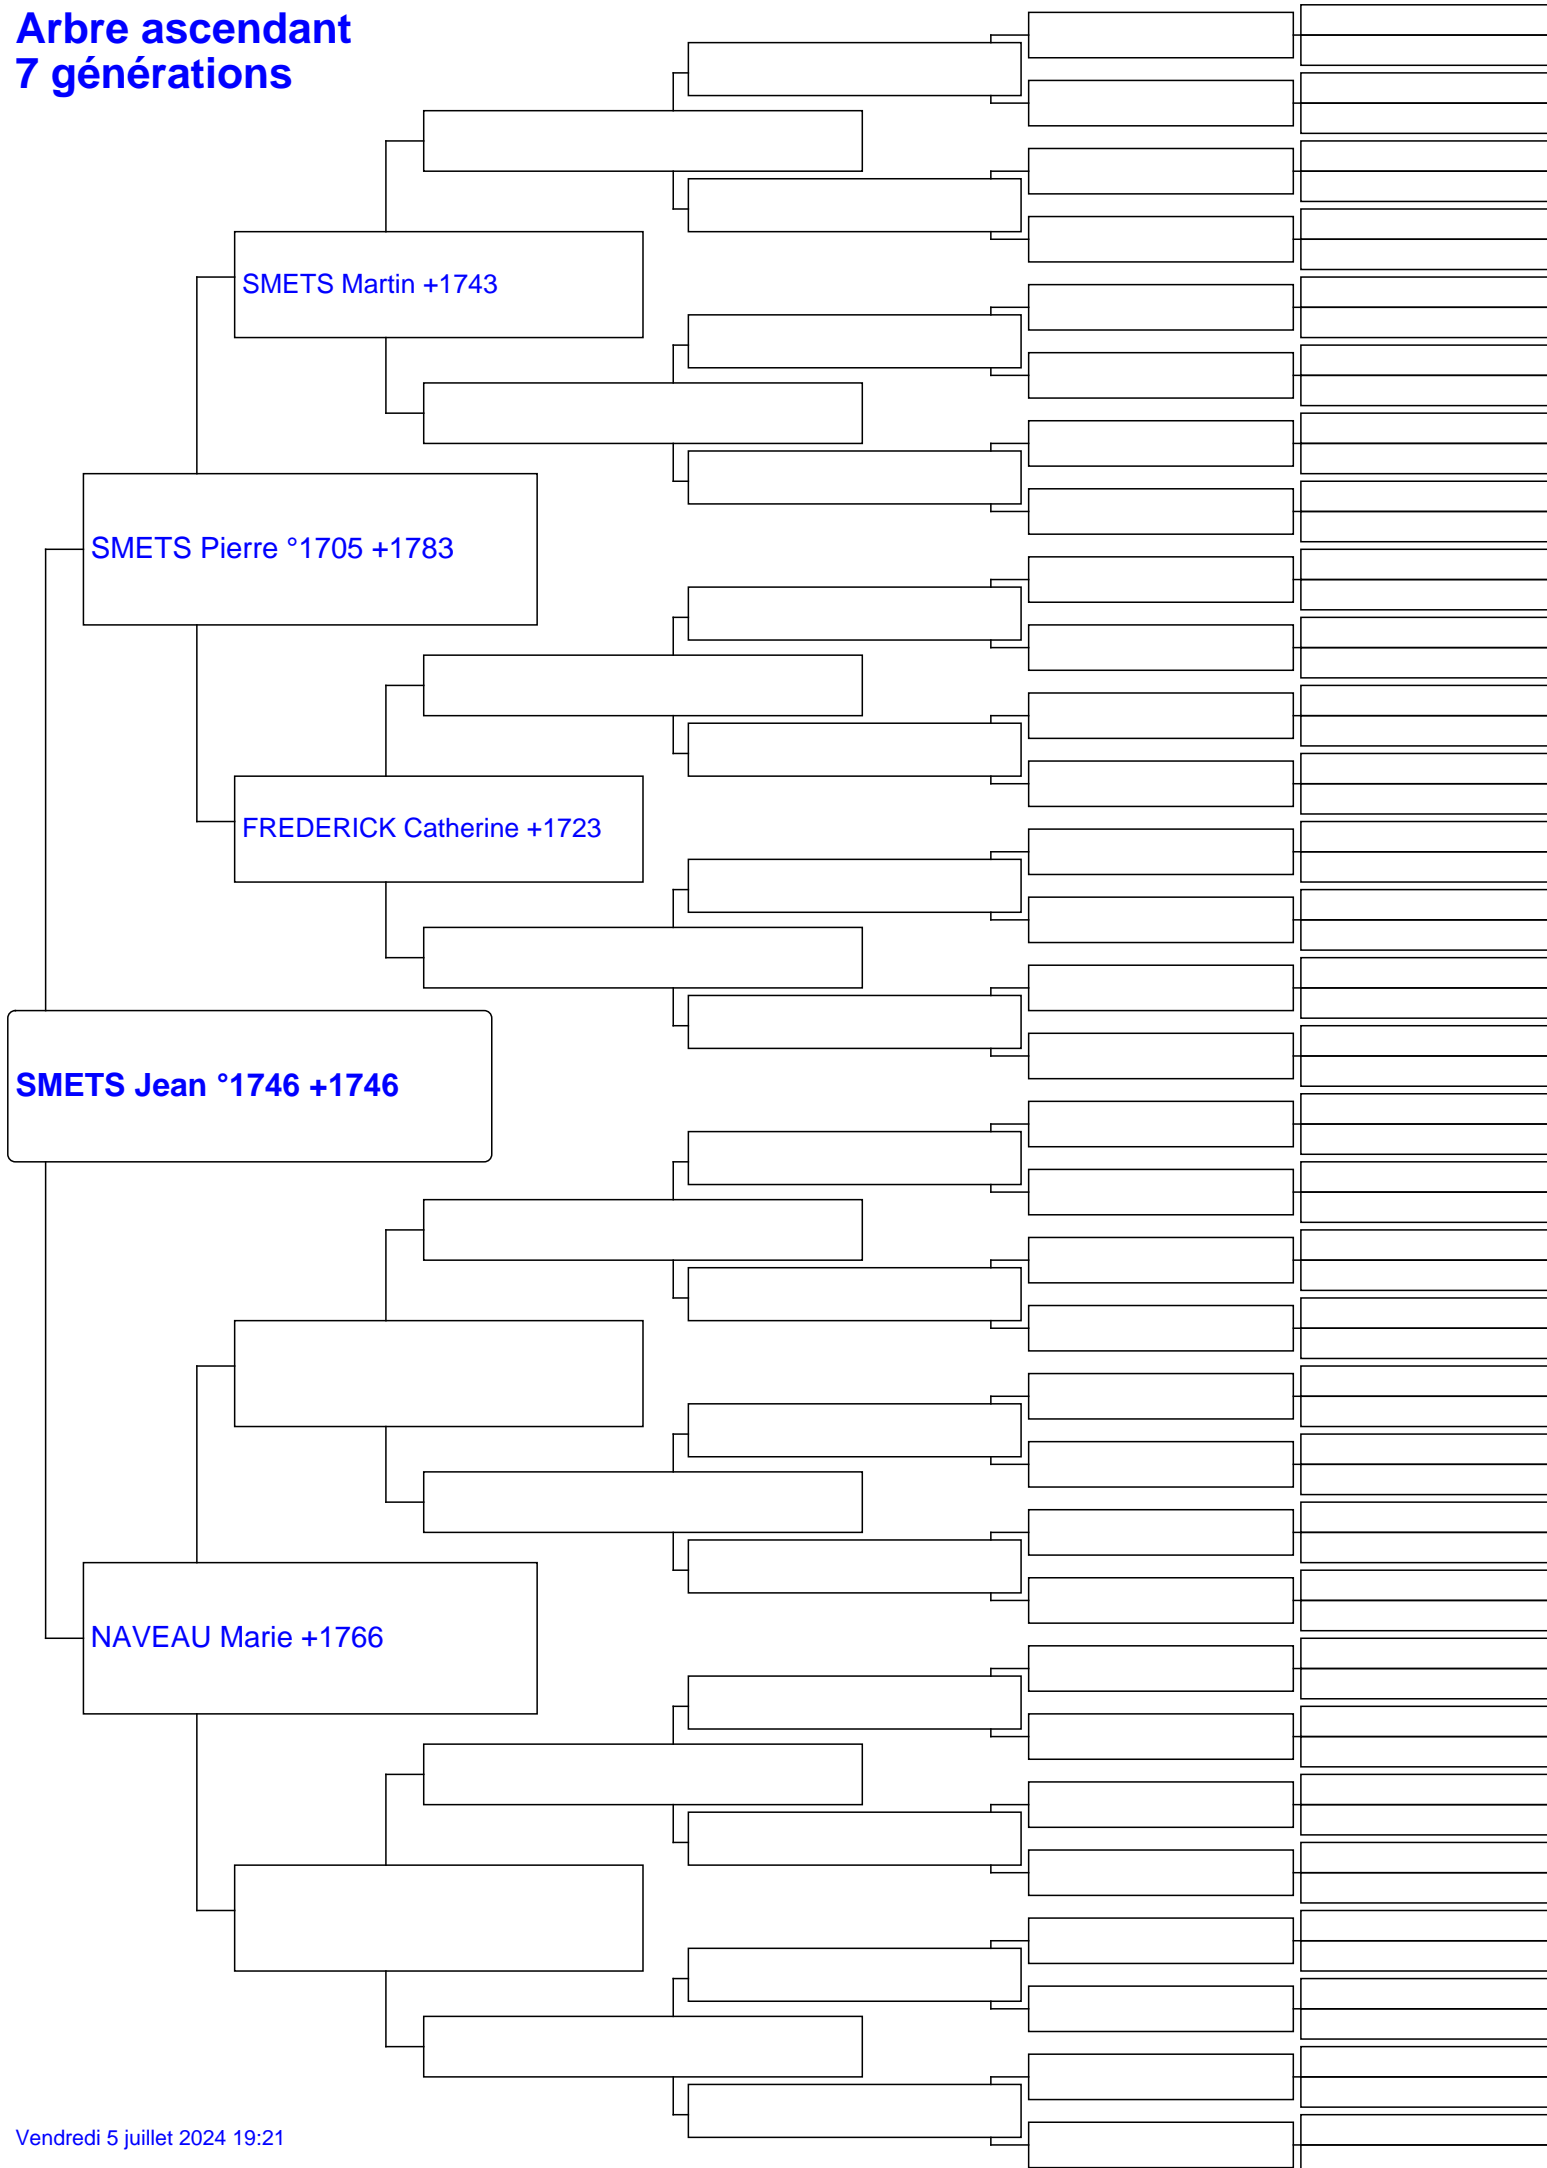 Arbre ascendant
7 générations
SMETS Martin +1743
SMETS Pierre °1705 +1783
FREDERICK Catherine +1723
SMETS Jean °1746 +1746
NAVEAU Marie +1766
Vendredi 5 juillet 2024 19:21